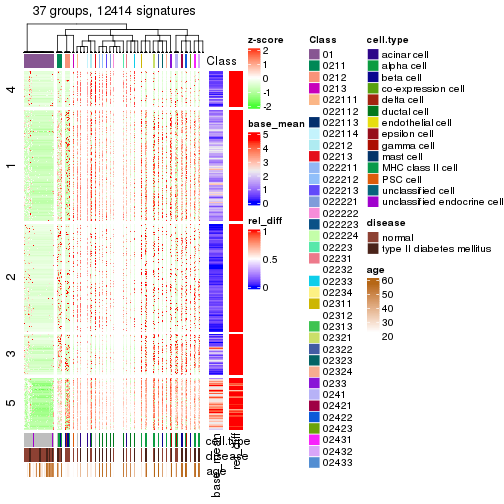 37 groups, 12414 signatures
Class
4
1
2
3
5
cell.type
disease
age
base_mean
rel_diff
z-score
2
1
0
-1
-2
base_mean
5
4
3
2
1
0
rel_diff
1
0.5
0
Class
01
0211
0212
0213
022111
022112
022113
022114
02212
02213
022211
022212
022213
022221
022222
022223
022224
02223
02231
02232
02233
02234
02311
02312
02313
02321
02322
02323
02324
0233
0241
02421
02422
02423
02431
02432
02433
cell.type
acinar cell
alpha cell
beta cell
co-expression cell
delta cell
ductal cell
endothelial cell
epsilon cell
gamma cell
mast cell
MHC class II cell
PSC cell
unclassified cell
unclassified endocrine cell
disease
normal
type II diabetes mellitus
age
60
50
40
30
20